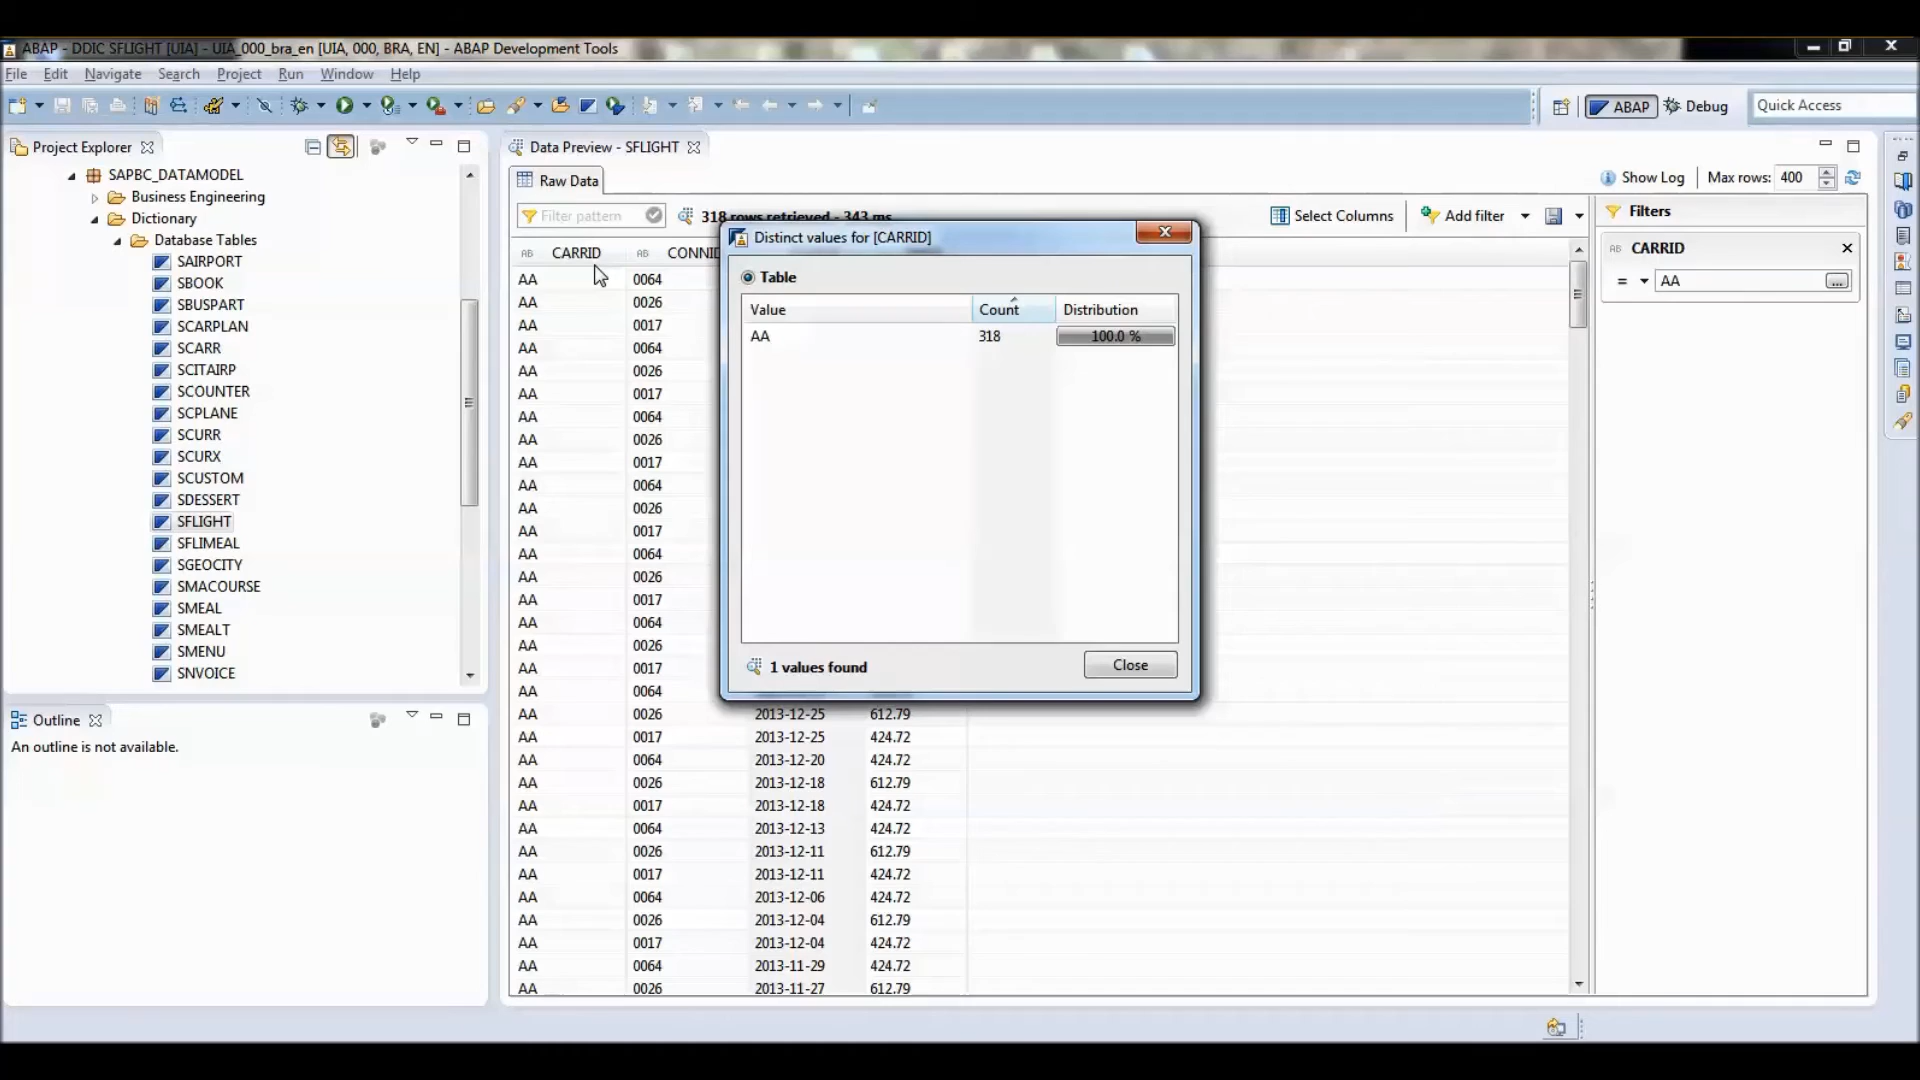 ABAP - DDIC SFLIGHT [UIA] - UIA_000_bra_en [UIA, 000, BRA, EN] - ABAP Development Tools
File Edit Navigate Search Project Run Window Help
ABAP Debug Quick Access
Project Explorer
SAPBC_DATAMODEL
Business Engineering
Dictionary
Database Tables
SAIRPORT
SBOOK
SBUSPART
SCARPLAN
SCARR
SCITAIRP
SCOUNTER
SCPLANE
SCURR
SCURX
SCUSTOM
SDESSERT
SFLIGHT
SFLIMEAL
SGEOCITY
SMACOURSE
SMEAL
SMEALT
SMENU
SNVOICE
Outline
An outline is not available.
Data Preview - SFLIGHT
Raw Data
Show Log Max rows: 400
Filter pattern 318 rows retrieved - 343 ms Select Columns Add filter
AB CARRID AB CONNID
AA 0064
AA 0026
AA 0017
AA 0064
AA 0026
AA 0017
AA 0064
AA 0026
AA 0017
AA 0064
AA 0026
AA 0017
AA 0064
AA 0026
AA 0017
AA 0064
AA 0026
AA 0017
AA 0064
AA 0026 2013-12-25 612.79
AA 0017 2013-12-25 424.72
AA 0064 2013-12-20 424.72
AA 0026 2013-12-18 612.79
AA 0017 2013-12-18 424.72
AA 0064 2013-12-13 424.72
AA 0026 2013-12-11 612.79
AA 0017 2013-12-11 424.72
AA 0064 2013-12-06 424.72
AA 0026 2013-12-04 612.79
AA 0017 2013-12-04 424.72
AA 0064 2013-11-29 424.72
AA 0026 2013-11-27 612.79
Distinct values for [CARRID]
Table
Value Count Distribution
AA 318 100.0 %
1 values found
Close
Filters
AB CARRID
= AA ...